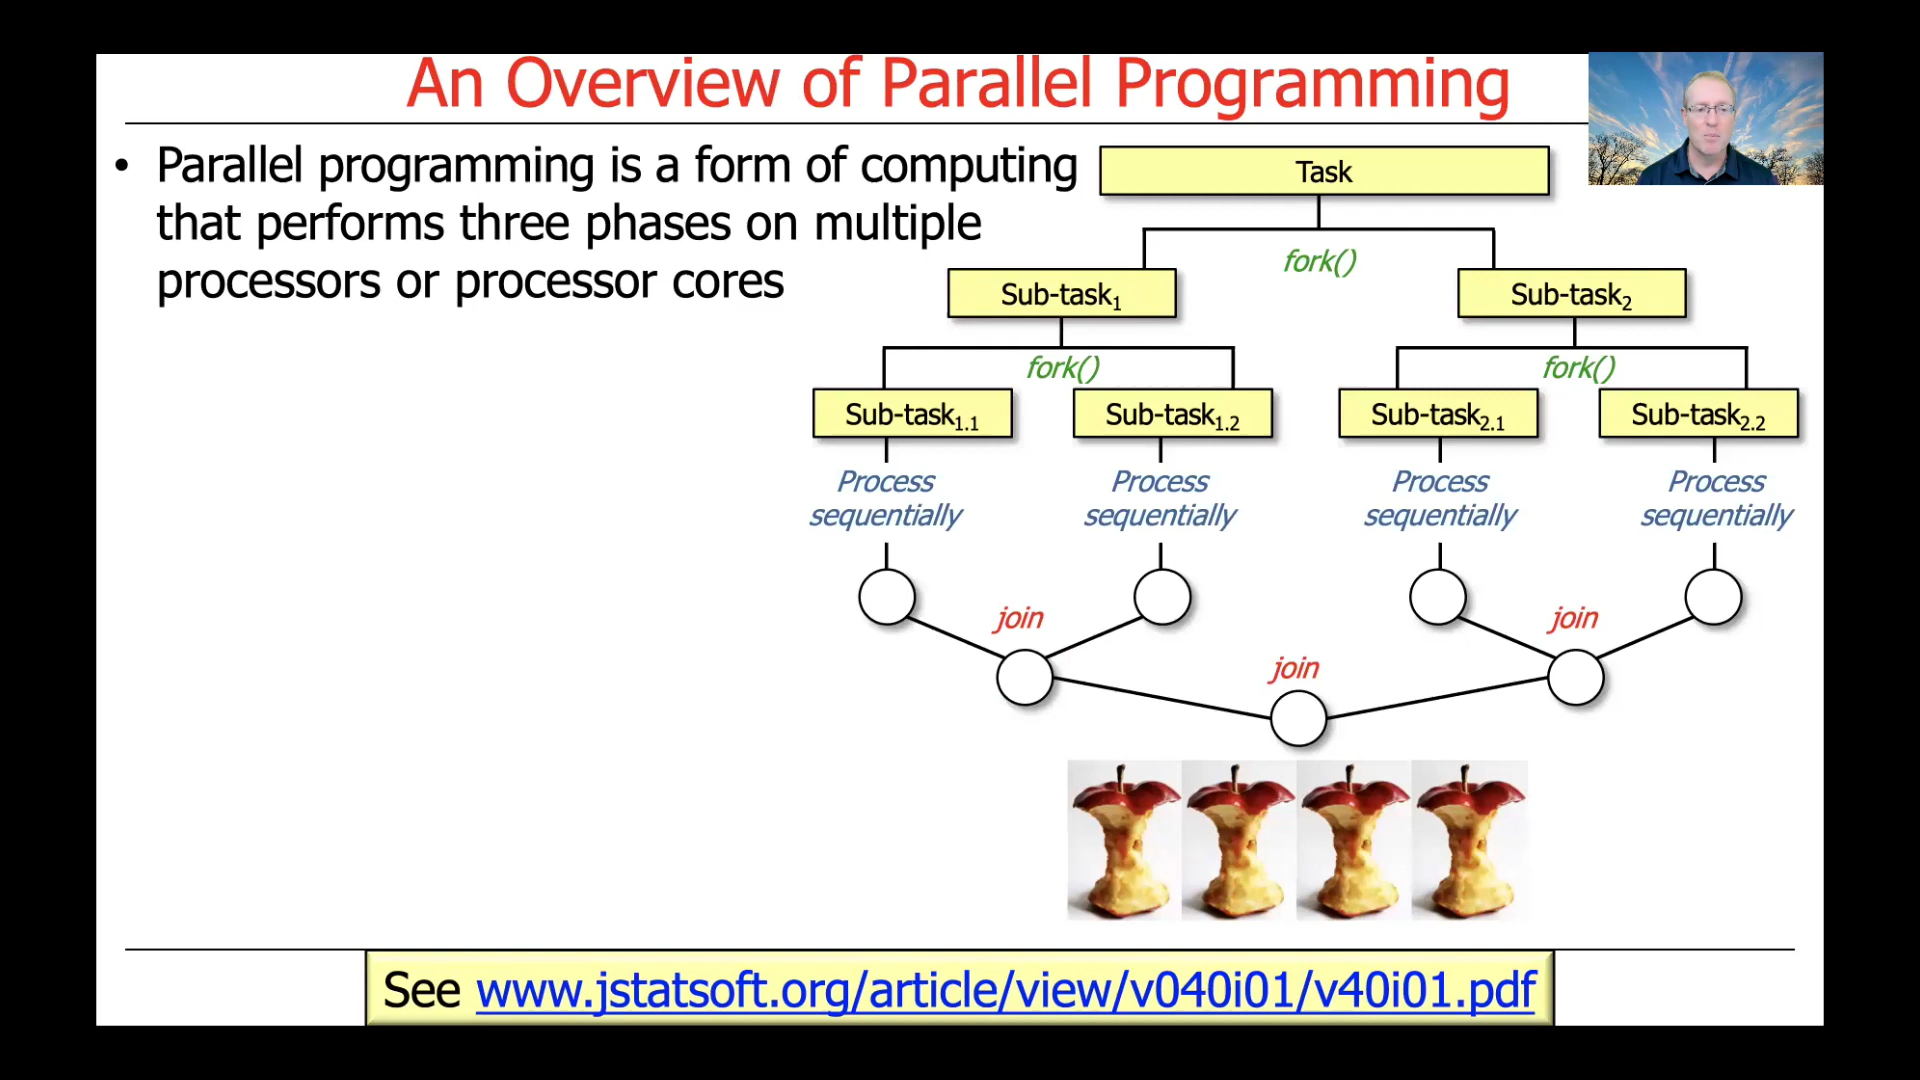 An Overview of Parallel Programming
• Parallel programming is a form of computing
that performs three phases on multiple
processors or processor cores
Task
fork()
Sub-task1
Sub-task2
fork()
fork()
Sub-task1.1
Sub-task1.2
Sub-task2.1
Sub-task2.2
Process
sequentially
Process
sequentially
Process
sequentially
Process
sequentially
join
join
join
See www.jstatsoft.org/article/view/v040i01/v40i01.pdf